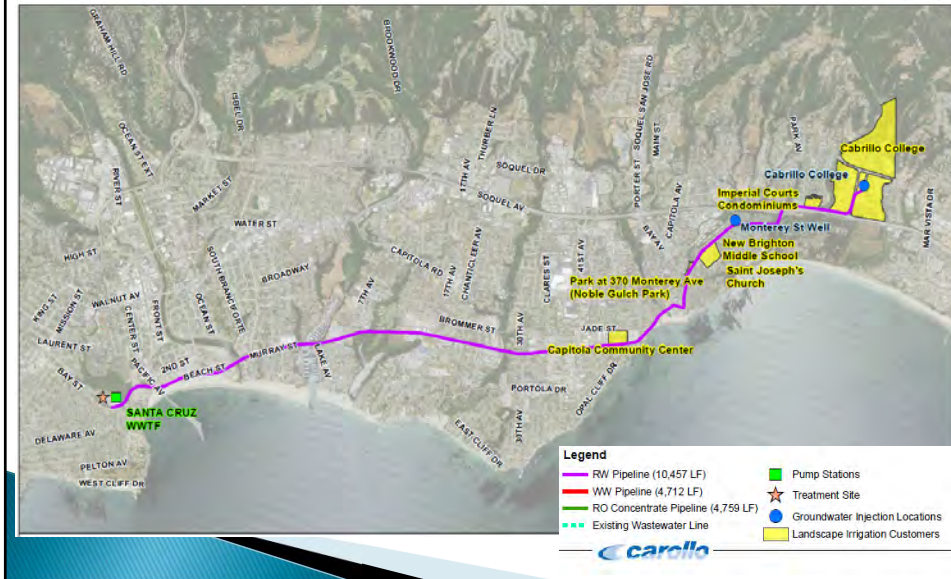 GRAHAM HILL RD
BROOKWOOD DR
ISBEL DR
OCEAN ST EXT
RIVER ST
MARKET ST
WATER ST
HIGH ST
KING ST
MISSION ST
WALNUT AV
LAURENT ST
CENTER ST
FRONT ST
OCEAN ST
SOUTH BRANCIFORTE
BROADWAY
PACIFIC AV
2ND ST
BEACH ST
MURRAY ST
LAKE AV
7TH AV
BAY ST
SANTA CRUZ
WWTF
DELAWARE AV
PELTON AV
WEST CLIFF DR
THURBER LN
17TH AV
SOQUEL DR
SOQUEL AV
CAPITOLA RD
17TH AV
CHANTICLEER AV
BROMMER ST
30TH AV
CLARES ST
41ST AV
JADE ST
PORTOLA DR
30TH AV
EAST CLIFF DR
OPAL CLIFF DR
SOQUEL SAN JOSE RD
MAIN ST
PORTER ST
BAY AV
CAPITOLA AV
PARK AV
MAR VISTA DR
Cabrillo College
Cabrillo College
Imperial Courts
Condominiums
Monterey St Well
New Brighton
Middle School
Saint Joseph's
Church
Park at 370 Monterey Ave
(Noble Gulch Park)
Capitola Community Center
Legend
RW Pipeline (10,457 LF)
WW Pipeline (4,712 LF)
RO Concentrate Pipeline (4,759 LF)
Existing Wastewater Line
Pump Stations
Treatment Site
Groundwater Injection Locations
Landscape Irrigation Customers
carollo